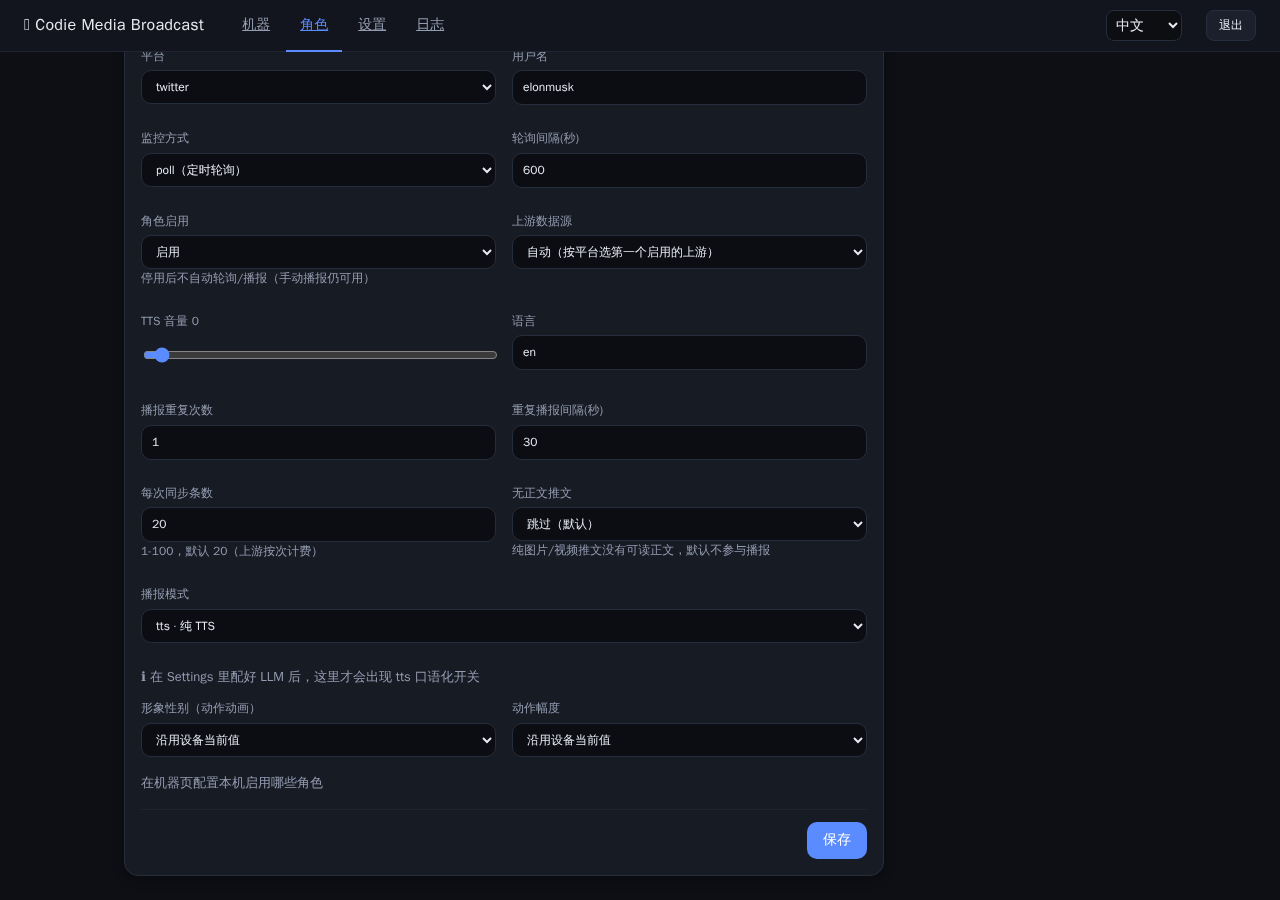 Codie Media Broadcast 机器 角色 设置 日志 中文 退出
平台 用户名
twitter elonmusk
监控方式 轮询间隔(秒)
poll（定时轮询） 600
角色启用 上游数据源
启用 自动（按平台选第一个启用的上游）
停用后不自动轮询/播报（手动播报仍可用）
TTS 音量 0 语言
en
播报重复次数 重复播报间隔(秒)
1 30
每次同步条数 无正文推文
20 跳过（默认）
1-100，默认 20（上游按次计费） 纯图片/视频推文没有可读正文，默认不参与播报
播报模式
tts · 纯 TTS
ℹ 在 Settings 里配好 LLM 后，这里才会出现 tts 口语化开关
形象性别（动作动画） 动作幅度
沿用设备当前值 沿用设备当前值
在机器页配置本机启用哪些角色
保存